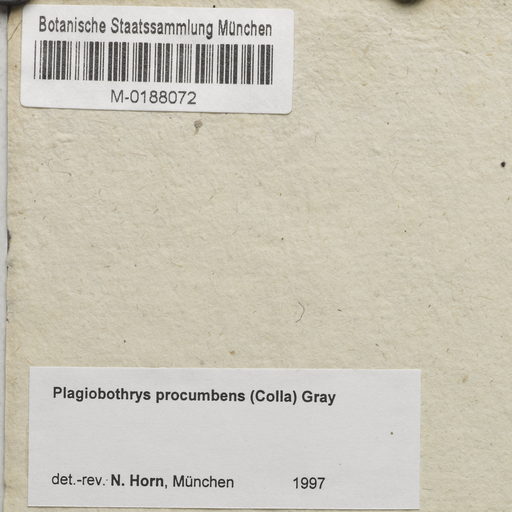 Botanische Staatssammlung München
M-0188072
Plagiobothrys procumbens (Colla) Gray
det.-rev. N. Horn, München 1997